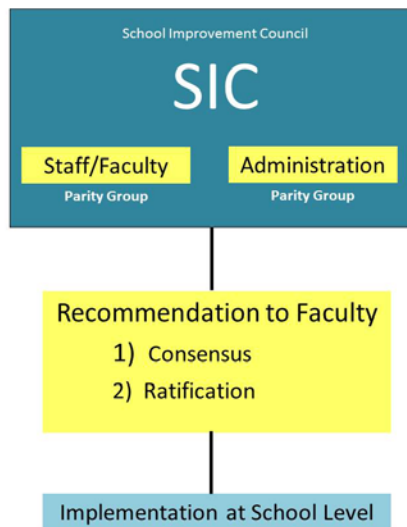 School Improvement Council
SIC
Staff/Faculty Administration
Parity Group Parity Group
Recommendation to Faculty
1) Consensus
2) Ratification
Implementation at School Level